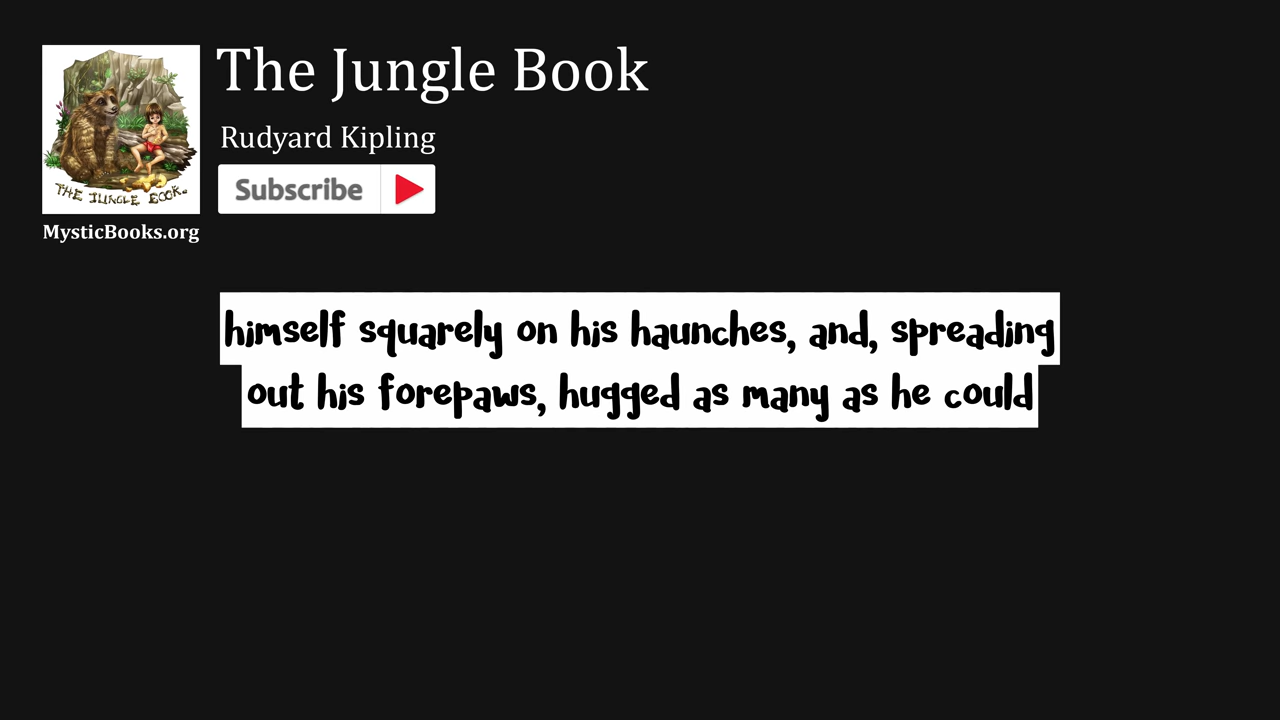 The Jungle Book
Rudyard Kipling
Subscribe
THE JUNGLE BOOK.
MysticBooks.org
himself squarely on his haunches, and, spreading
out his forepaws, hugged as many as he could